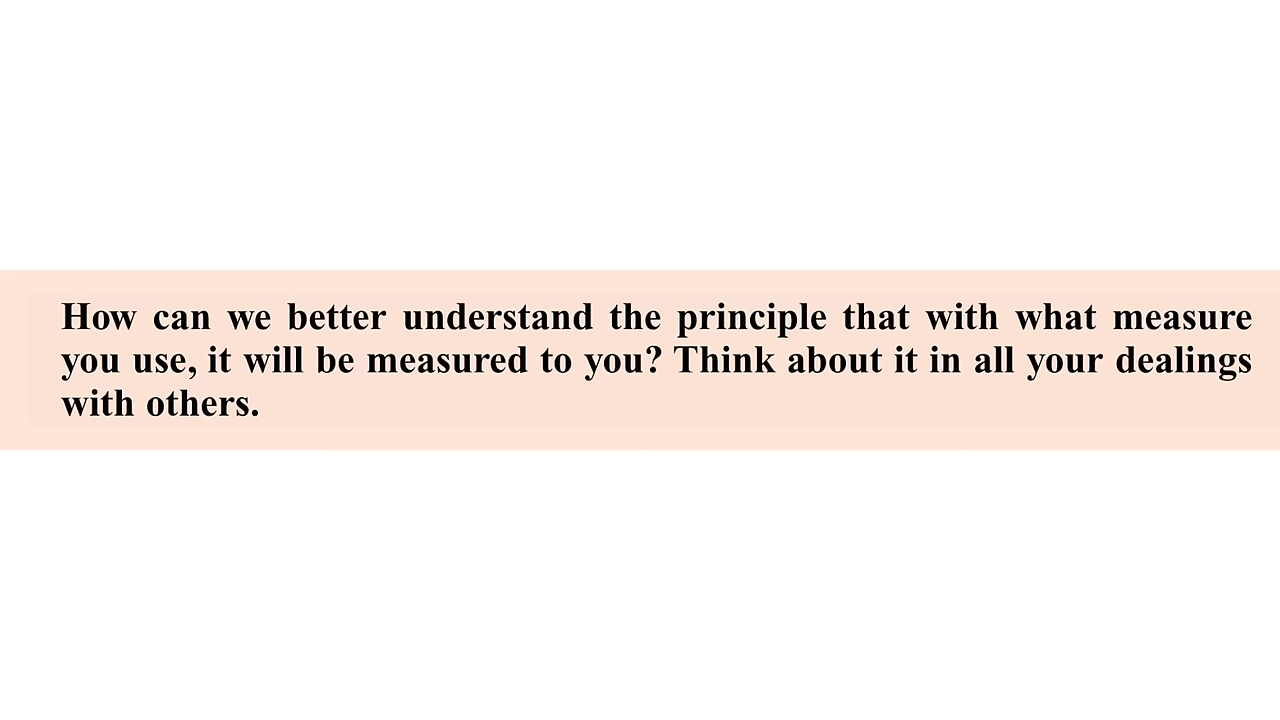 How can we better understand the principle that with what measure
you use, it will be measured to you? Think about it in all your dealings
with others.